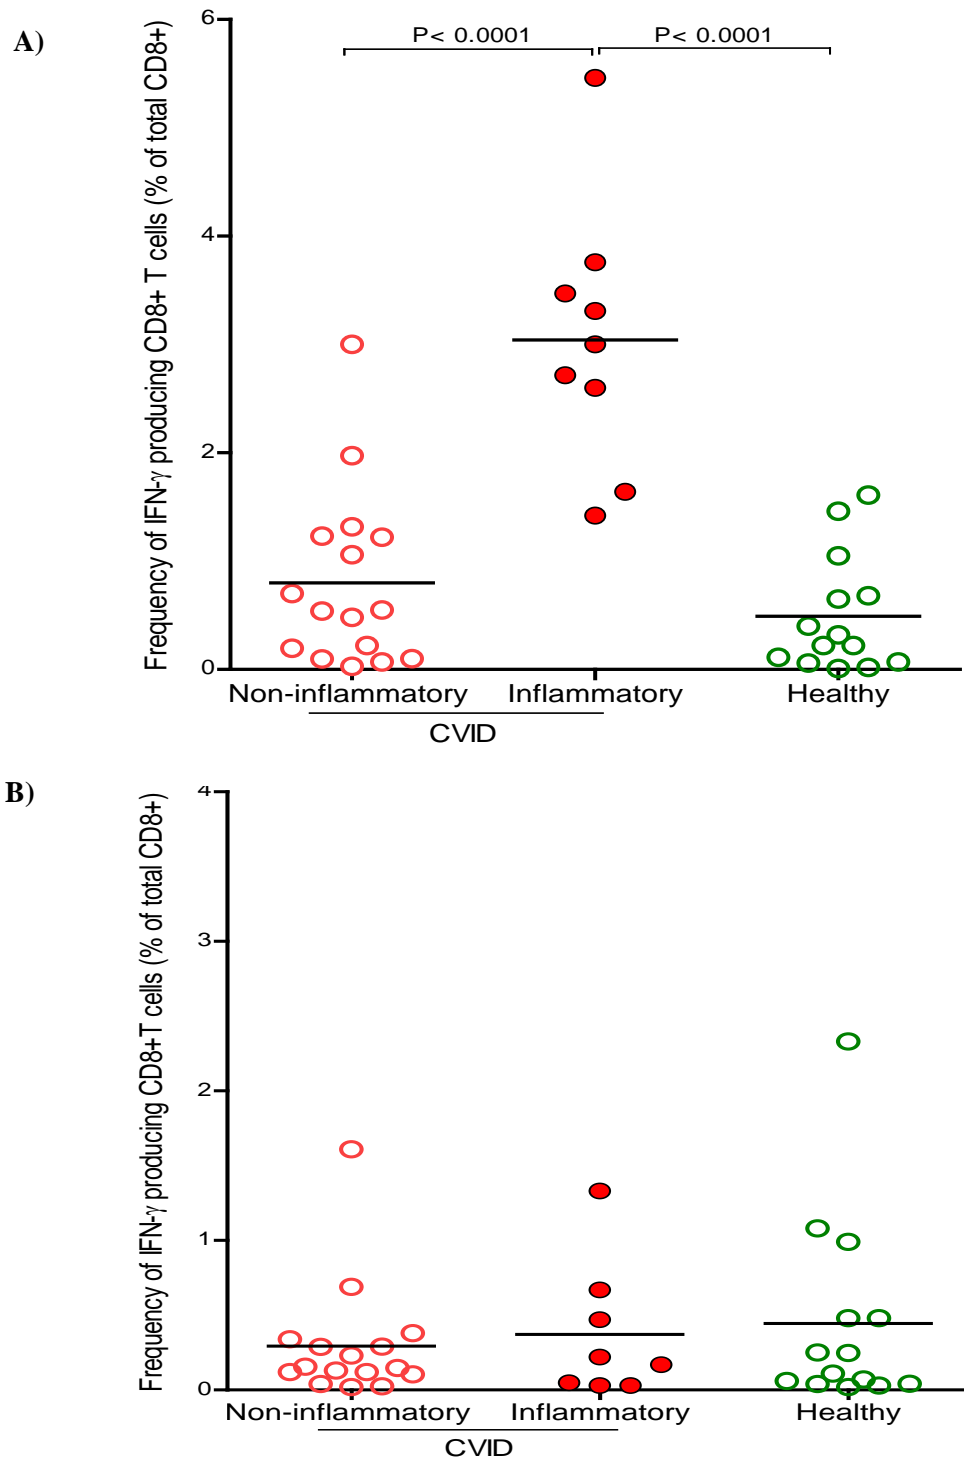 A)
P< 0.0001 P< 0.0001
Frequency of IFN-γ producing CD8+ T cells (% of total CD8+)
6
4
2
0
Non-inflammatory Inflammatory Healthy
CVID
B)
Frequency of IFN-γ producing CD8+T cells (% of total CD8+)
4
3
2
1
0
Non-inflammatory Inflammatory Healthy
CVID